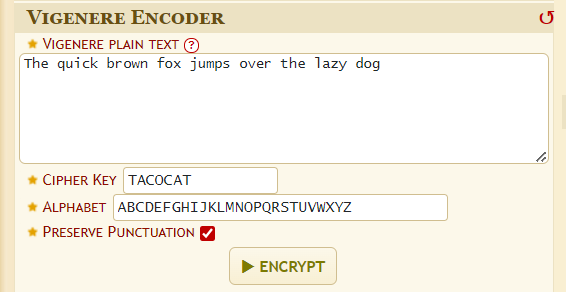 Vigenere Encoder
Vigenere plain text (?)
The quick brown fox jumps over the lazy dog
Cipher Key TACOCAT
Alphabet ABCDEFGHIJKLMNOPQRSTUVWXYZ
Preserve Punctuation
▶ ENCRYPT